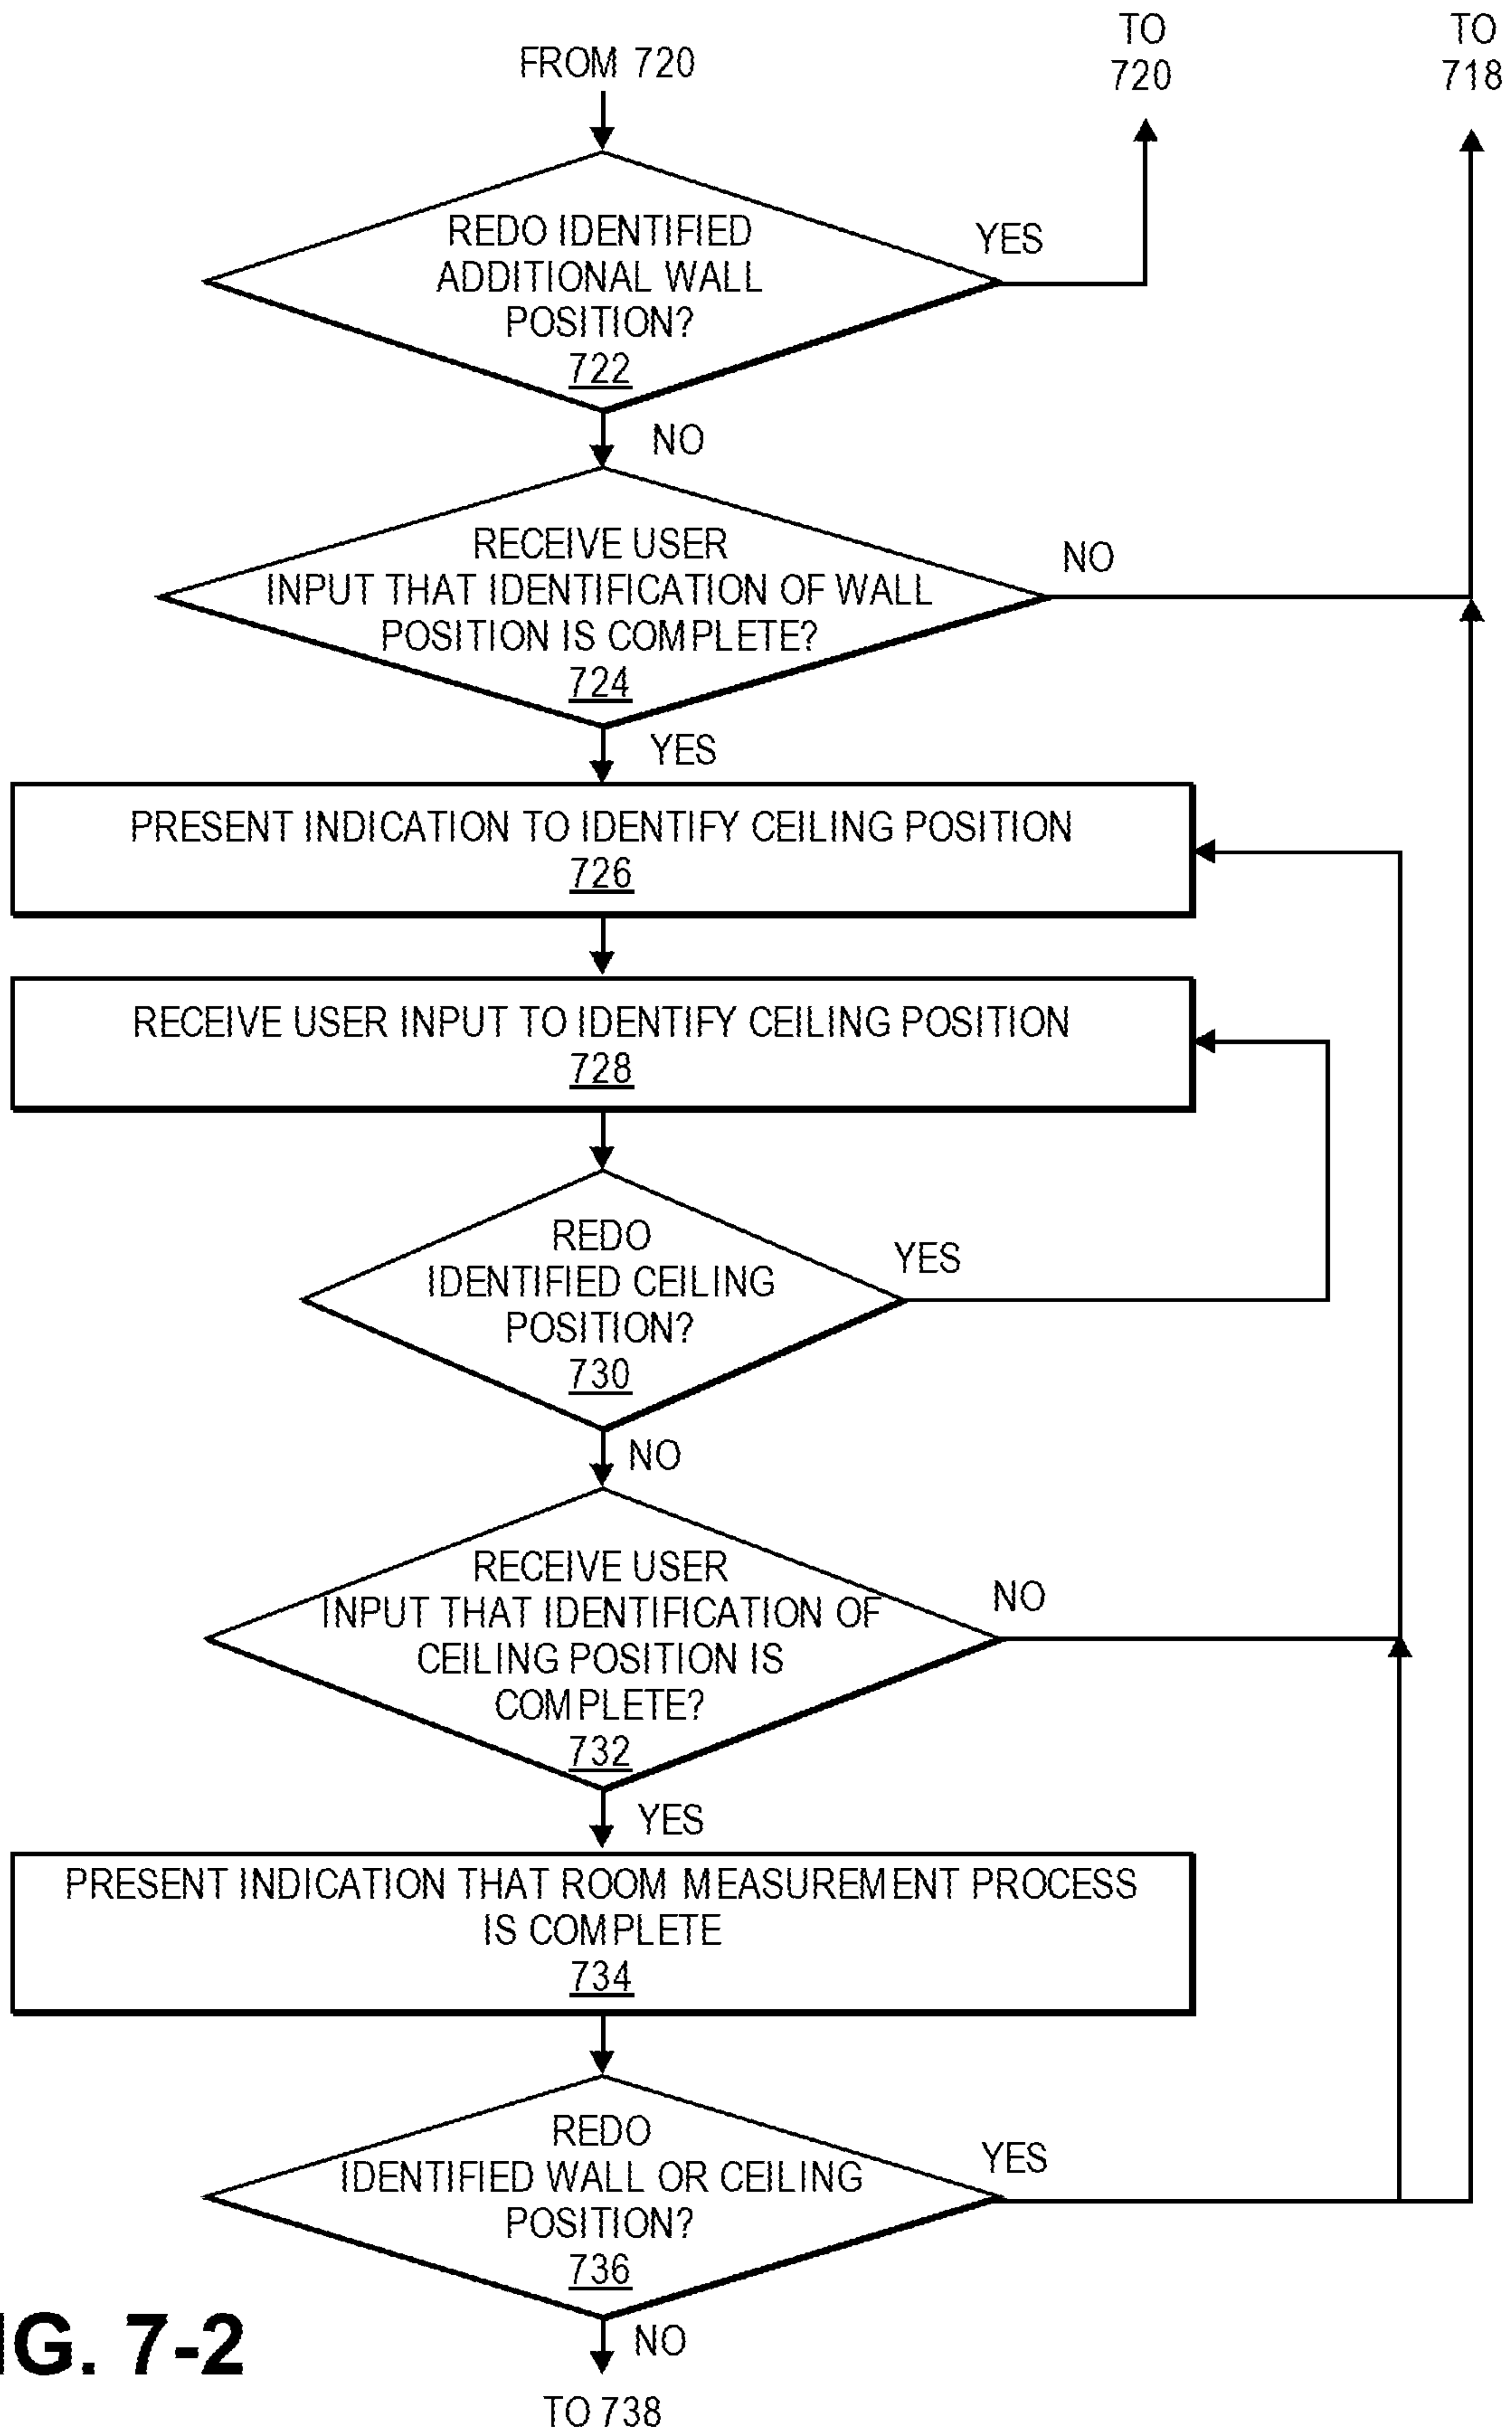 FROM 720
TO
720
TO
718
REDO IDENTIFIED
ADDITIONAL WALL
POSITION?
722
YES
NO
RECEIVE USER
INPUT THAT IDENTIFICATION OF WALL
POSITION IS COMPLETE?
724
NO
YES
PRESENT INDICATION TO IDENTIFY CEILING POSITION
726
RECEIVE USER INPUT TO IDENTIFY CEILING POSITION
728
REDO
IDENTIFIED CEILING
POSITION?
730
YES
NO
RECEIVE USER
INPUT THAT IDENTIFICATION OF
CEILING POSITION IS
COMPLETE?
732
NO
YES
PRESENT INDICATION THAT ROOM MEASUREMENT PROCESS
IS COMPLETE
734
REDO
IDENTIFIED WALL OR CEILING
POSITION?
736
YES
NO
TO 738
IG. 7-2